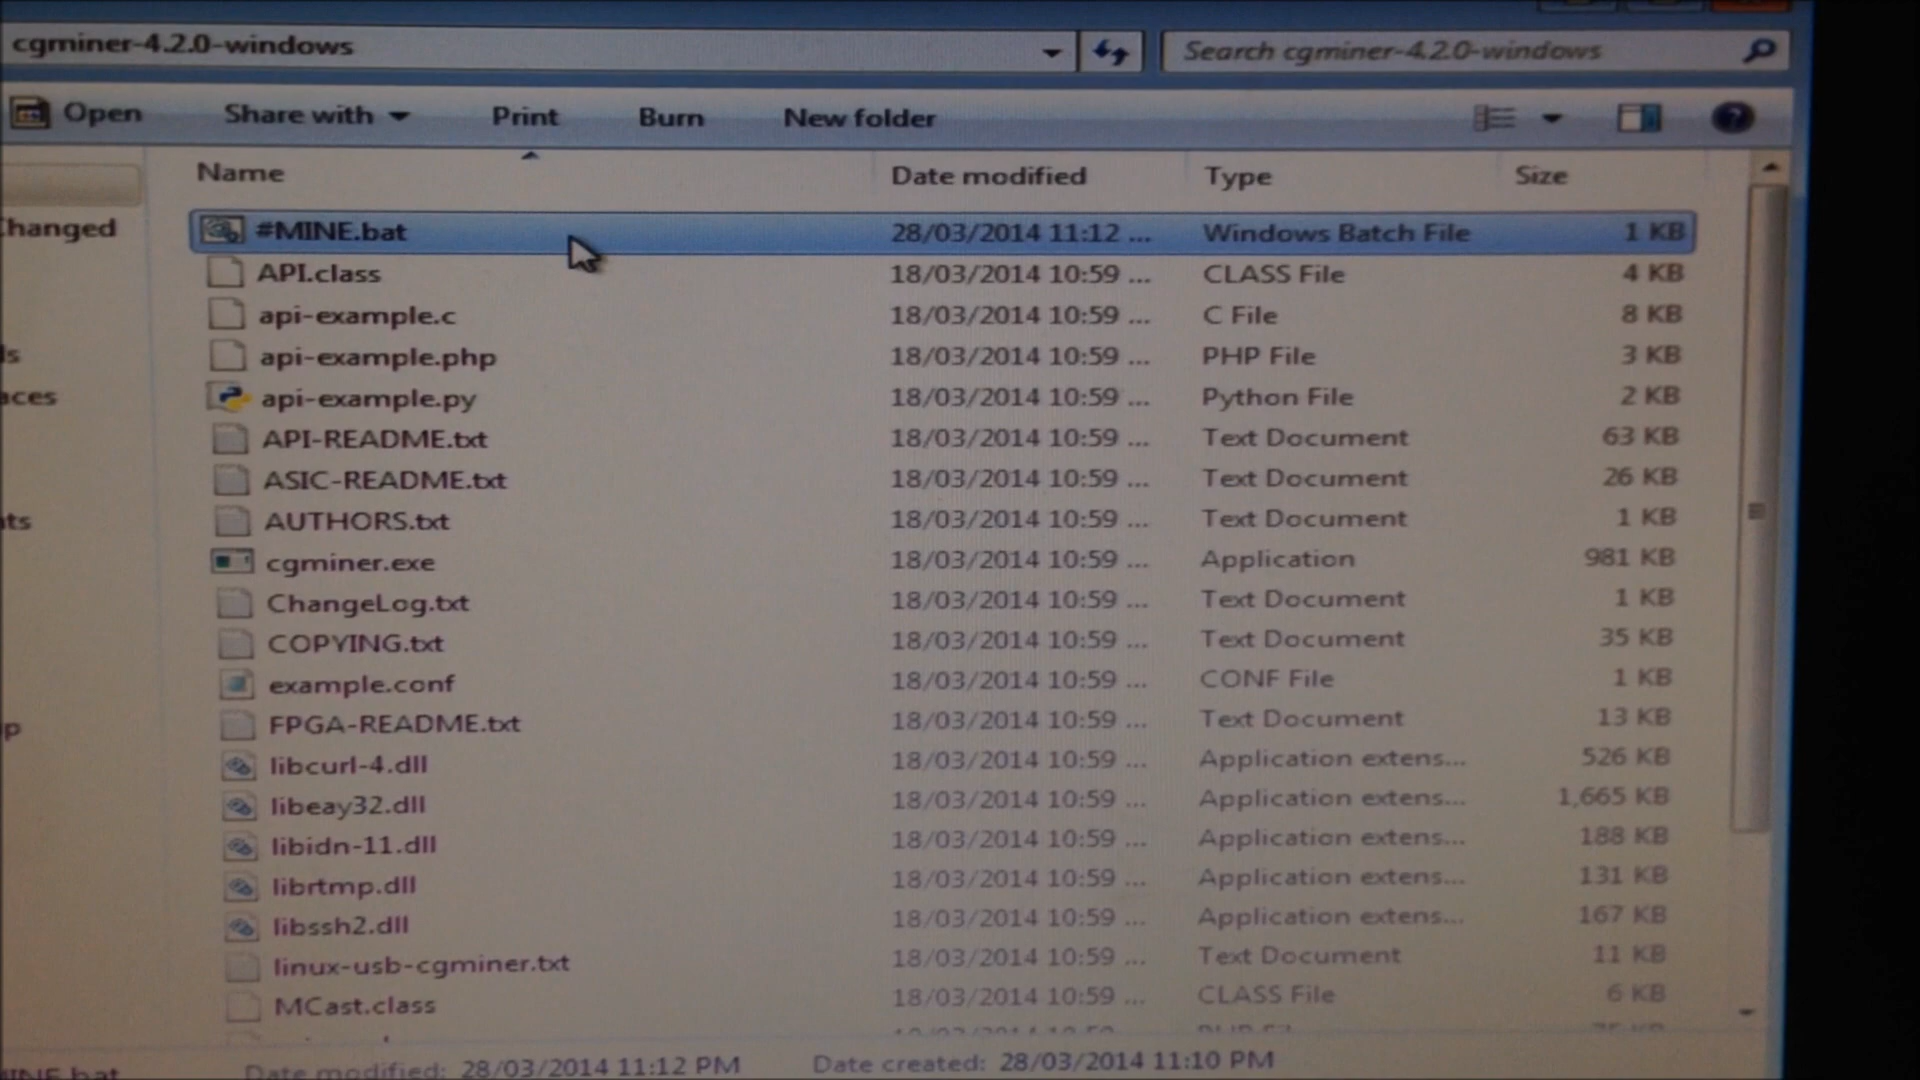 cgminer-4.2.0-windows
Search cgminer-4.2.0-windows
Open Share with Print Burn New folder
Name Date modified Type Size
#MINE.bat 28/03/2014 11:12 ... Windows Batch File 1 KB
hanged
API.class 18/03/2014 10:59 ... CLASS File 4 KB
api-example.c 18/03/2014 10:59 ... C File 8 KB
ls
api-example.php 18/03/2014 10:59 ... PHP File 3 KB
aces
api-example.py 18/03/2014 10:59 ... Python File 2 KB
API-README.txt 18/03/2014 10:59 ... Text Document 63 KB
ASIC-README.txt 18/03/2014 10:59 ... Text Document 26 KB
nts
AUTHORS.txt 18/03/2014 10:59 ... Text Document 1 KB
cgminer.exe 18/03/2014 10:59 ... Application 981 KB
ChangeLog.txt 18/03/2014 10:59 ... Text Document 1 KB
COPYING.txt 18/03/2014 10:59 ... Text Document 35 KB
example.conf 18/03/2014 10:59 ... CONF File 1 KB
p
FPGA-README.txt 18/03/2014 10:59 ... Text Document 13 KB
libcurl-4.dll 18/03/2014 10:59 ... Application extens... 526 KB
libeay32.dll 18/03/2014 10:59 ... Application extens... 1,665 KB
libidn-11.dll 18/03/2014 10:59 ... Application extens... 188 KB
librtmp.dll 18/03/2014 10:59 ... Application extens... 131 KB
libssh2.dll 18/03/2014 10:59 ... Application extens... 167 KB
linux-usb-cgminer.txt 18/03/2014 10:59 ... Text Document 11 KB
MCast.class 18/03/2014 10:59 ... CLASS File 6 KB
MINE.bat Date modified: 28/03/2014 11:12 PM Date created: 28/03/2014 11:10 PM